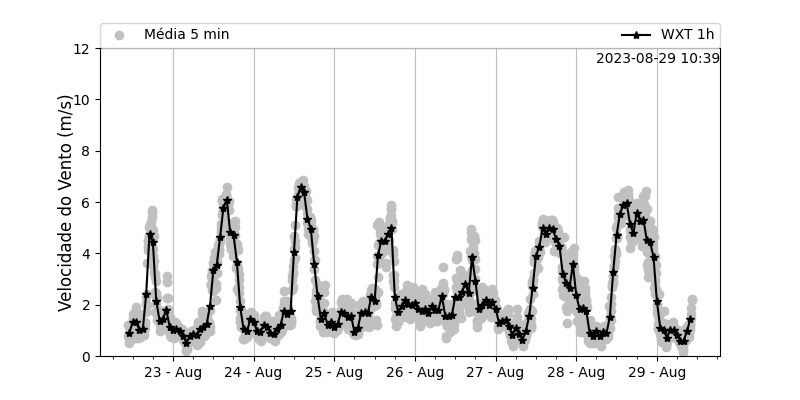 Média 5 min
WXT 1h
2023-08-29 10:39
Velocidade do Vento (m/s)
12
10
8
6
4
2
0
23 - Aug
24 - Aug
25 - Aug
26 - Aug
27 - Aug
28 - Aug
29 - Aug